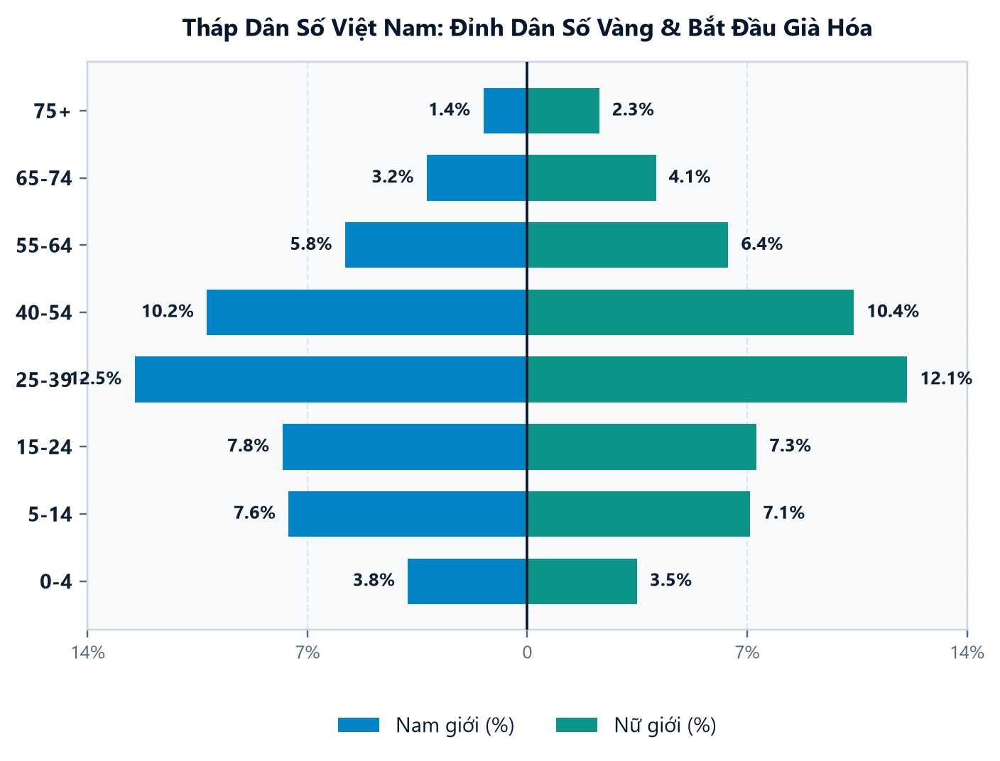 Tháp Dân Số Việt Nam: Đỉnh Dân Số Vàng & Bắt Đầu Già Hóa
75+ 1.4% 2.3%
65-74 3.2% 4.1%
55-64 5.8% 6.4%
40-54 10.2% 10.4%
25-39 12.5% 12.1%
15-24 7.8% 7.3%
5-14 7.6% 7.1%
0-4 3.8% 3.5%
14% 7% 0 7% 14%
Nam giới (%) Nữ giới (%)